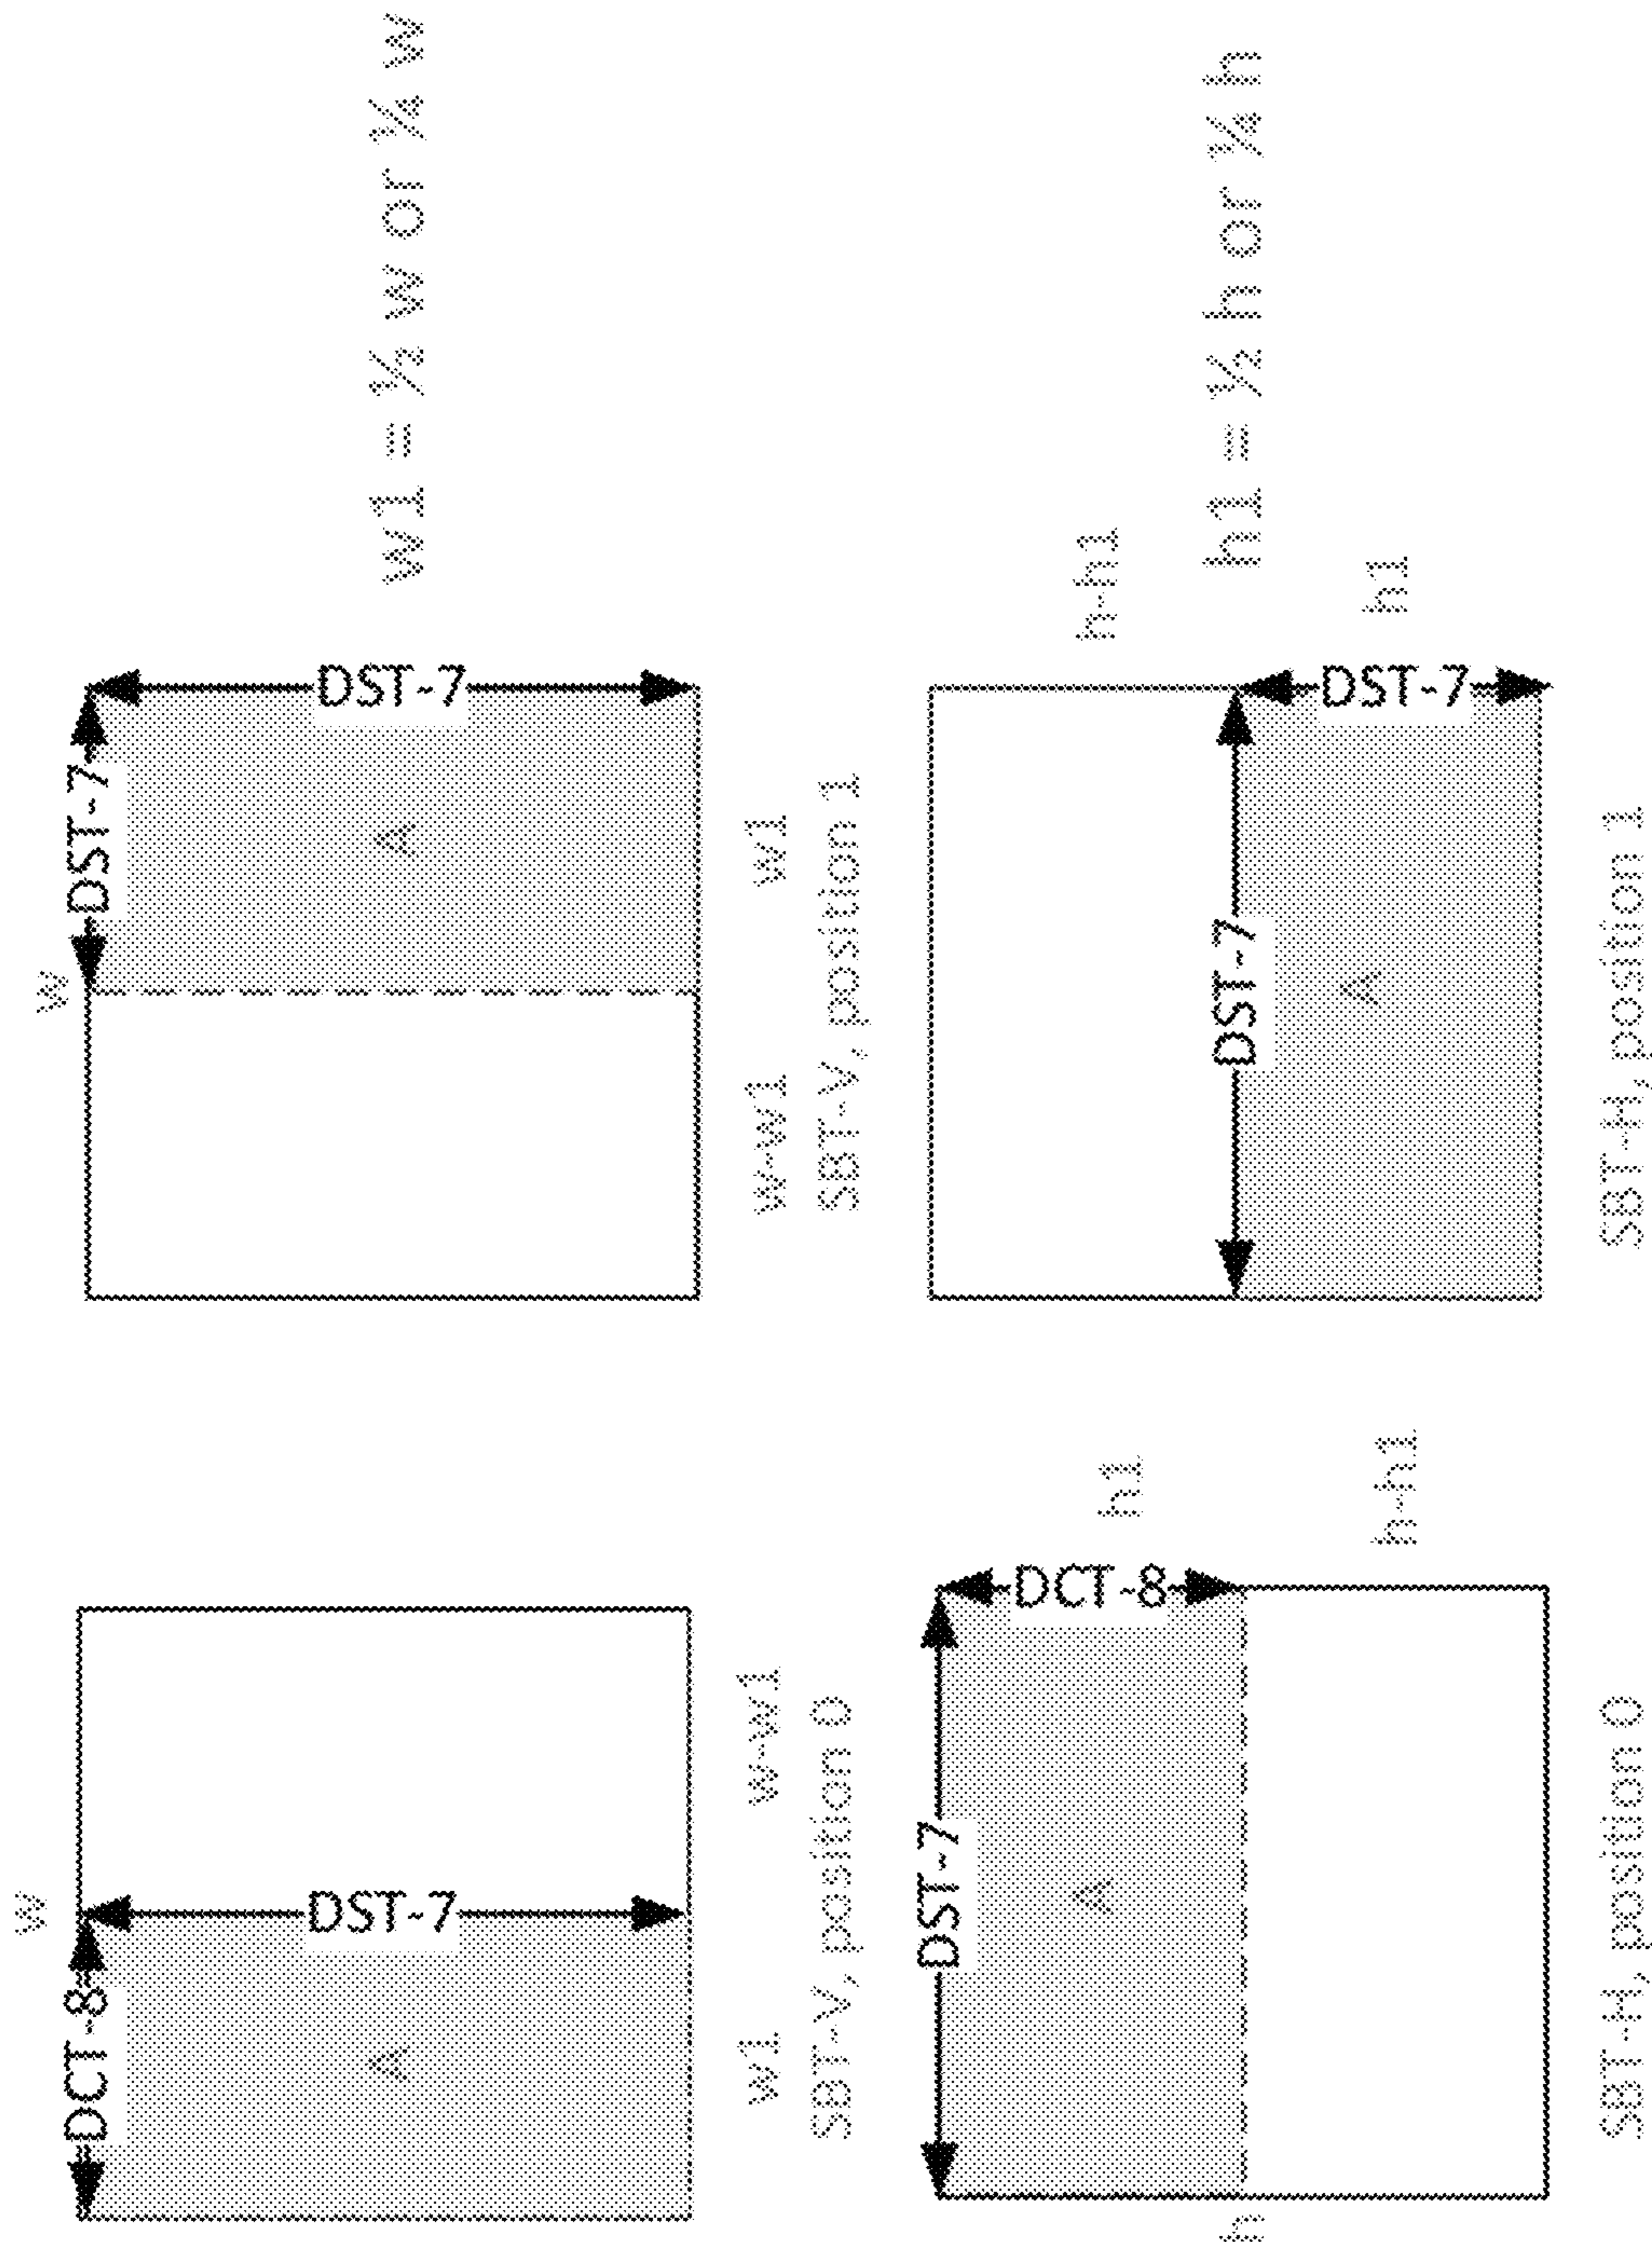 w
DCT-8
DST-7
A
w1
w-w1
SBT-V, position 0
w
DST-7
DST-7
A
w-w1
w1
SBT-V, position 1
w1 = ½ w or ¼ w
h
DST-7
DCT-8
A
h1
h-h1
SBT-H, position 0
DST-7
DST-7
A
h-h1
h1
SBT-H, position 1
h1 = ½ h or ¼ h